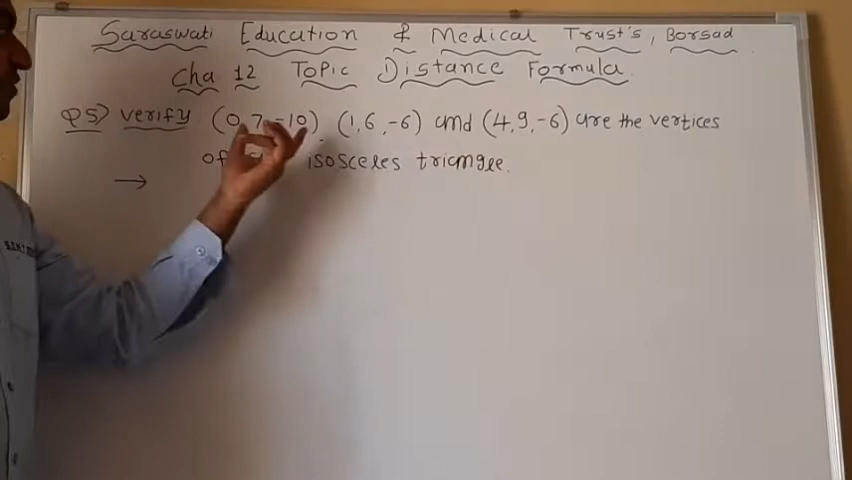 Saraswati Education & Medical Trust's, Borsad
Cha 12 Topic Distance Formula.
Q5) verify (0,7,-10) (1,6,-6) and (4,9,-6) are the vertices
of isosceles triangle.
→